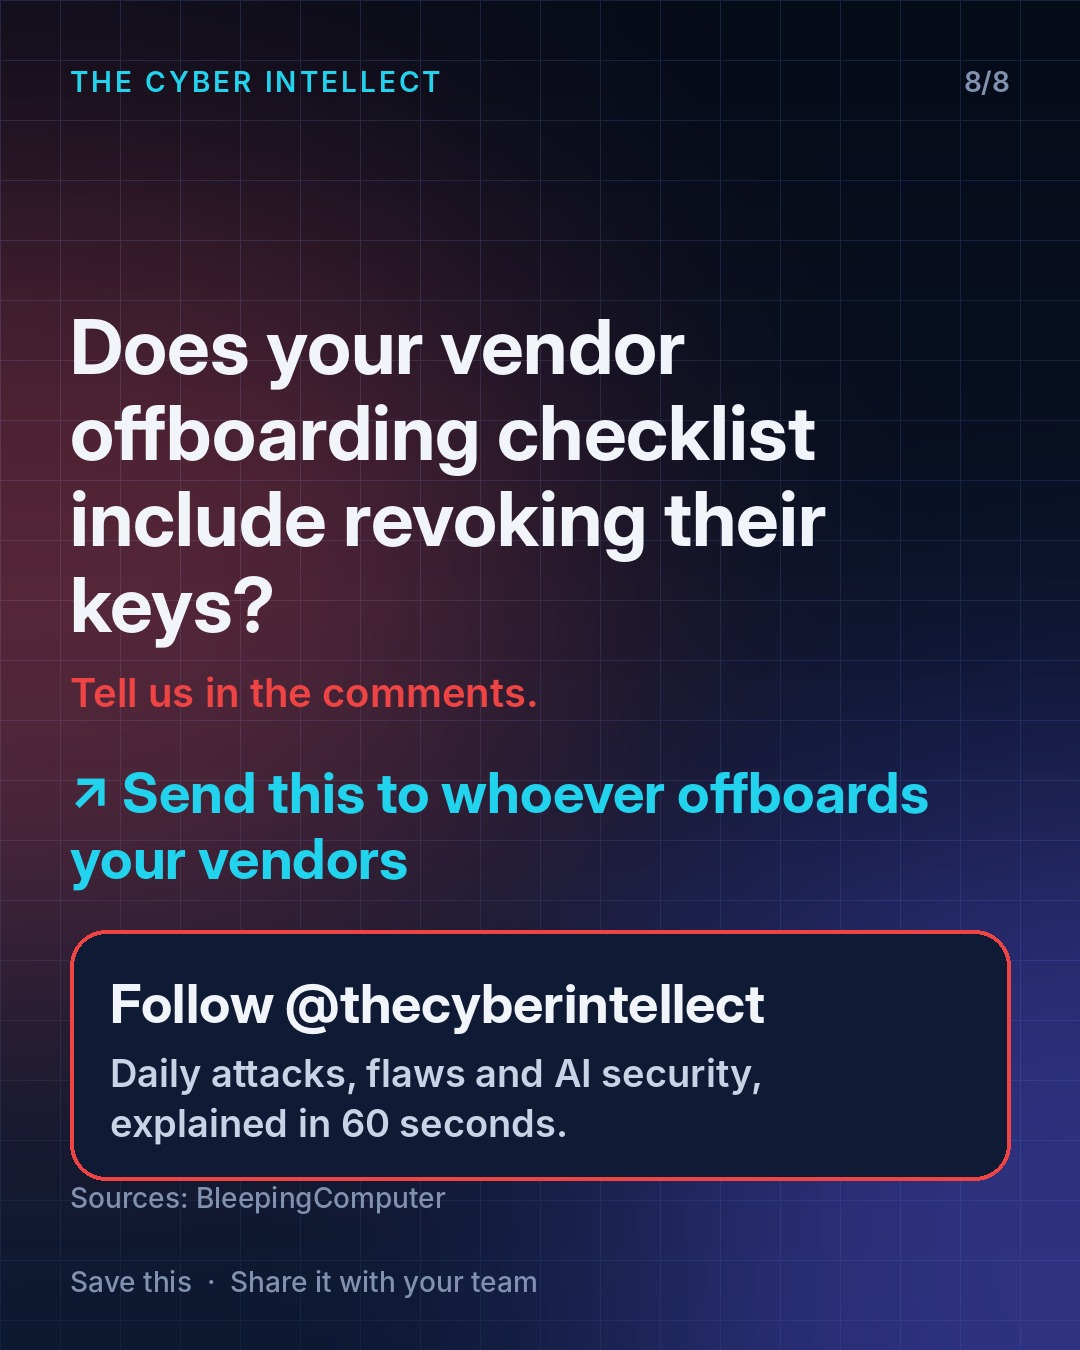 THE CYBER INTELLECT
8/8
Does your vendor
offboarding checklist
include revoking their
keys?
Tell us in the comments.
↗ Send this to whoever offboards
your vendors
Follow @thecyberintellect
Daily attacks, flaws and AI security,
explained in 60 seconds.
Sources: BleepingComputer
Save this · Share it with your team